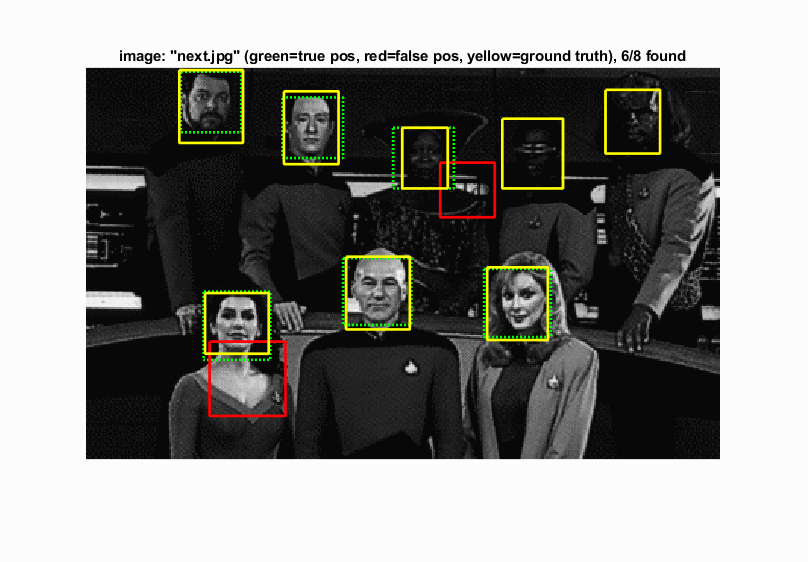 image: "next.jpg" (green=true pos, red=false pos, yellow=ground truth), 6/8 found